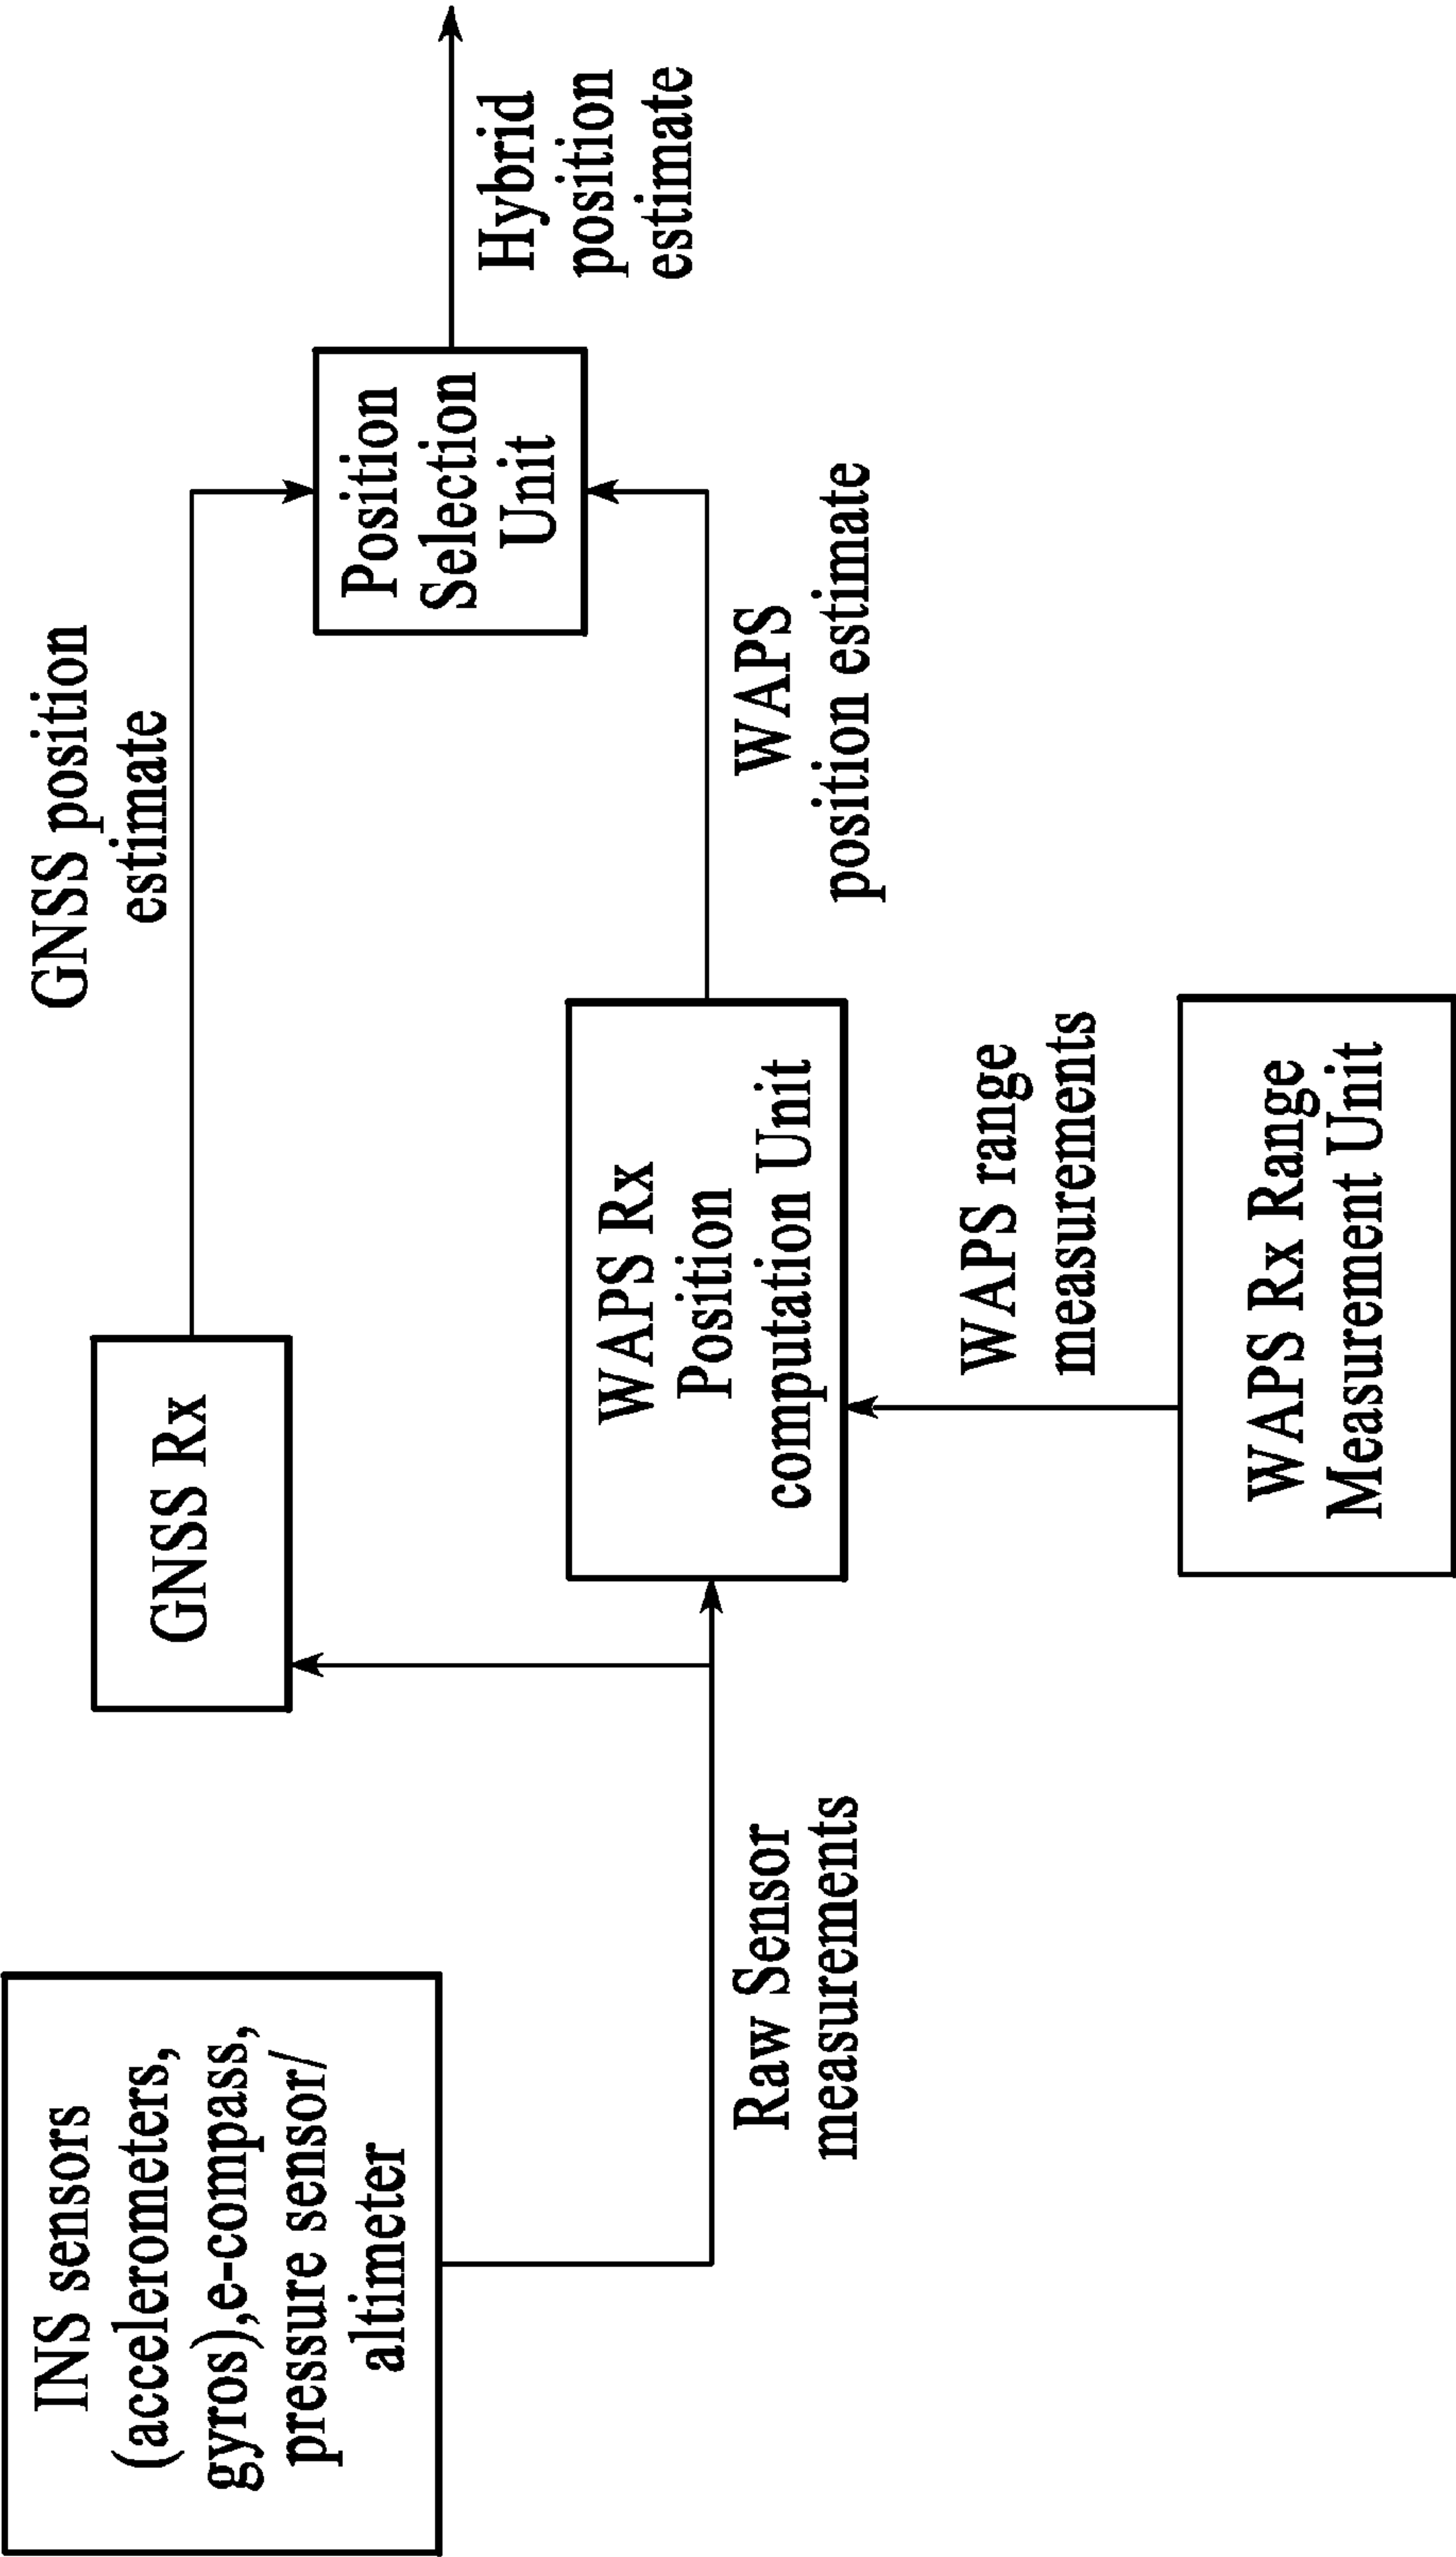 INS sensors
(accelerometers,
gyros),e-compass,
pressure sensor/
altimeter
Raw Sensor
measurements
GNSS Rx
GNSS position
estimate
WAPS Rx
Position
computation Unit
WAPS range
measurements
WAPS Rx Range
Measurement Unit
WAPS
position estimate
Position
Selection
Unit
Hybrid
position
estimate